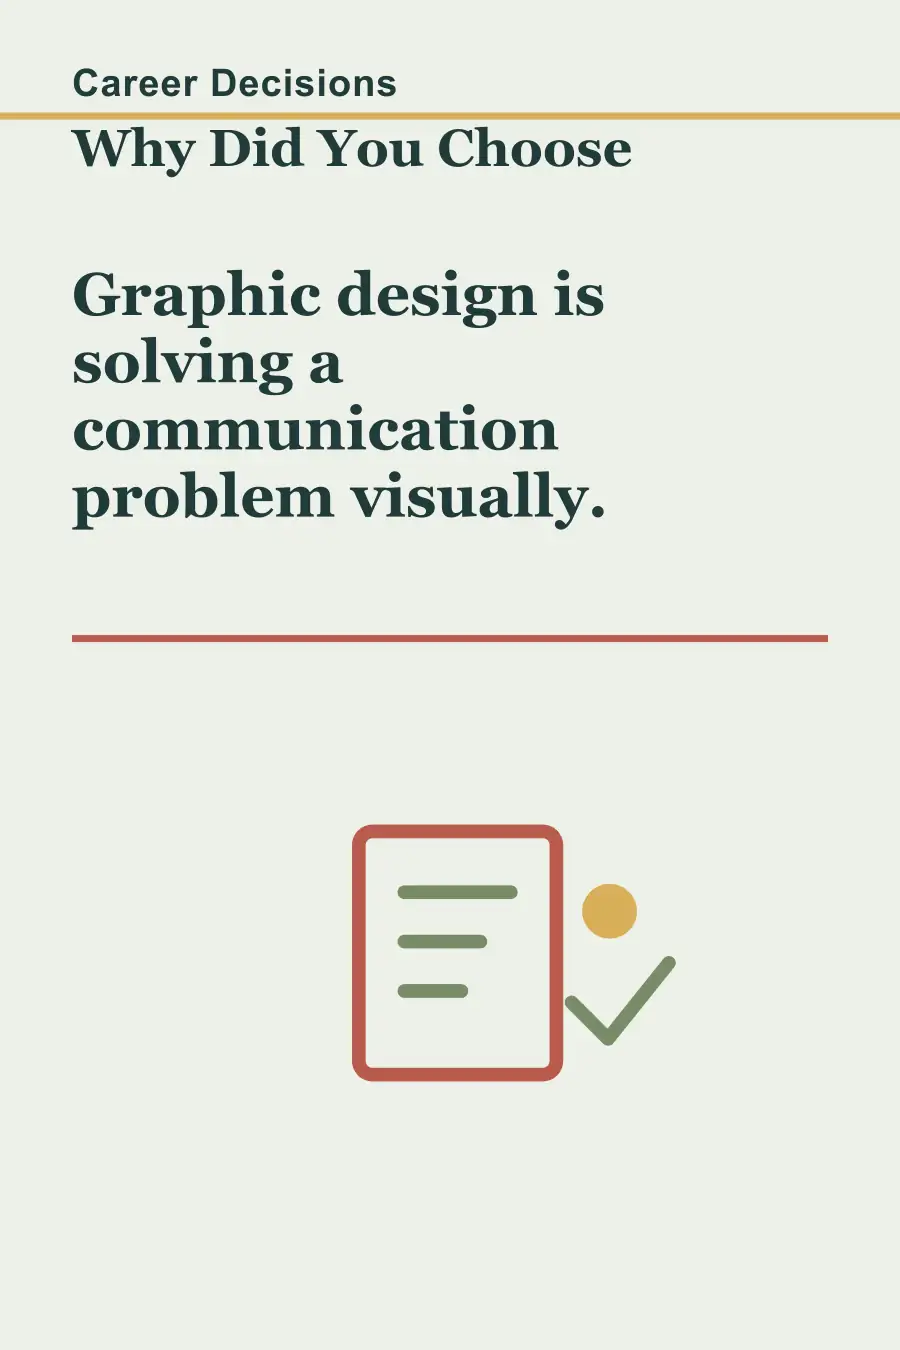 Career Decisions
Why Did You Choose
Graphic design is
solving a
communication
problem visually.